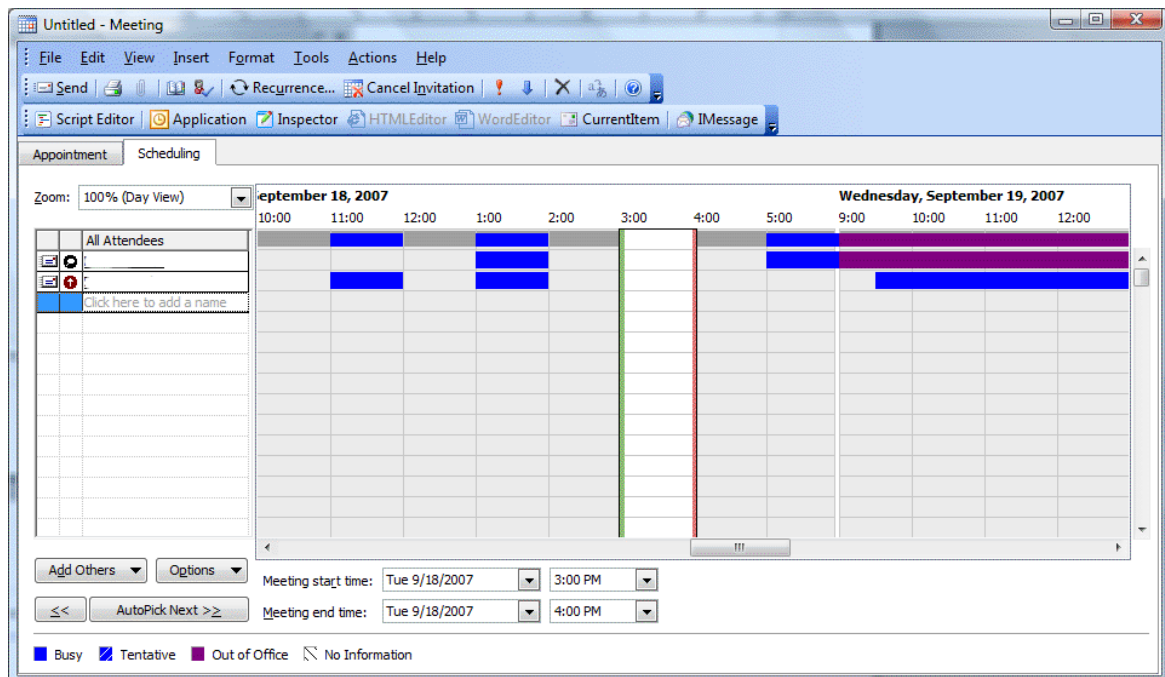 Untitled - Meeting
File Edit View Insert Format Tools Actions Help
Send Recurrence... Cancel Invitation
Script Editor Application Inspector HTMLEditor WordEditor CurrentItem IMessage
Appointment Scheduling
Zoom: 100% (Day View) eptember 18, 2007 Wednesday, September 19, 2007
10:00 11:00 12:00 1:00 2:00 3:00 4:00 5:00 9:00 10:00 11:00 12:00
All Attendees
Click here to add a name
Add Others Options Meeting start time: Tue 9/18/2007 3:00 PM
<< AutoPick Next >> Meeting end time: Tue 9/18/2007 4:00 PM
Busy Tentative Out of Office No Information